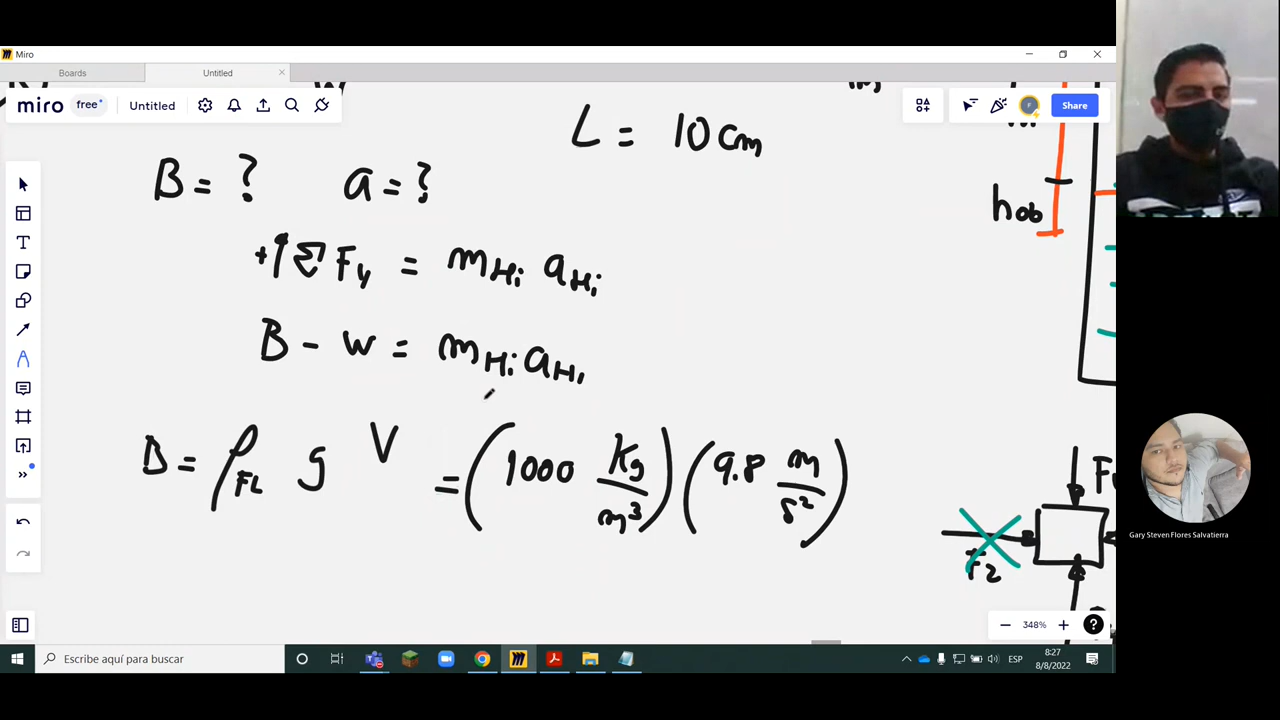 Miro
Boards
Untitled
miro free Untitled
Share
L = 10 cm
B = ? a = ?
hob
+↑ΣFy = mHi aHi
B - w = mHi aHi
B = ρFL g V = (1000 kg/m³)(9.8 m/s²)
F2
Gary Steven Flores Salvatierra
348%
Escribe aquí para buscar
ESP
8:27
8/8/2022